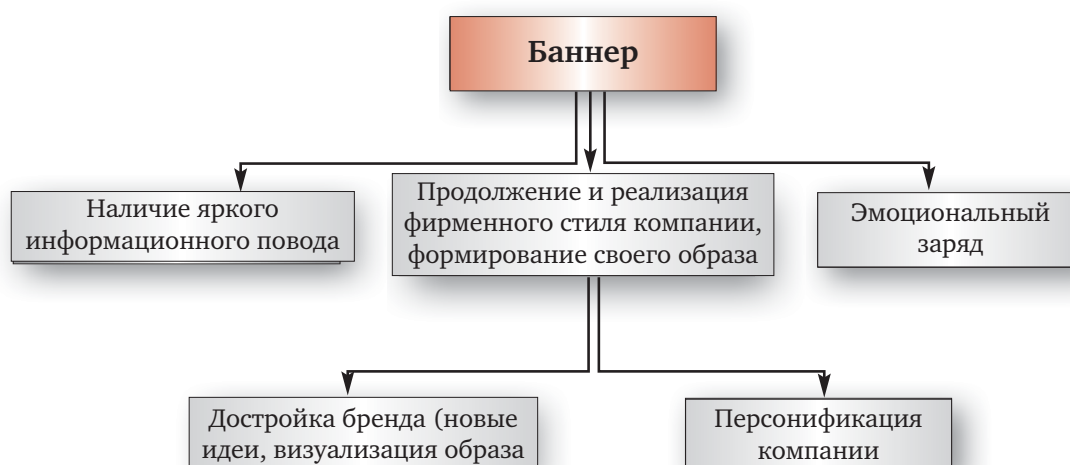 Баннер
Наличие яркого
информационного повода
Продолжение и реализация
фирменного стиля компании,
формирование своего образа
Эмоциональный
заряд
Достройка бренда (новые
идеи, визуализация образа
Персонификация
компании